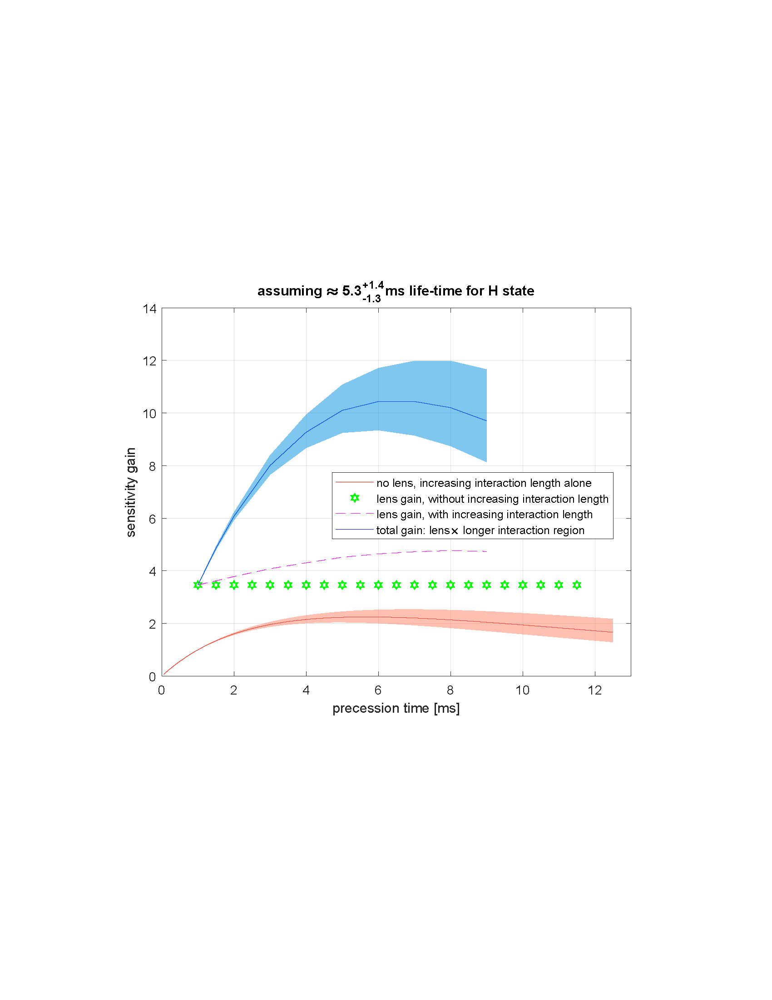 assuming ≈ 5.3+1.4-1.3ms life-time for H state
14
12
10
8
6
4
2
0
sensitivity gain
no lens, increasing interaction length alone
lens gain, without increasing interaction length
lens gain, with increasing interaction length
total gain: lens× longer interaction region
0 2 4 6 8 10 12
precession time [ms]